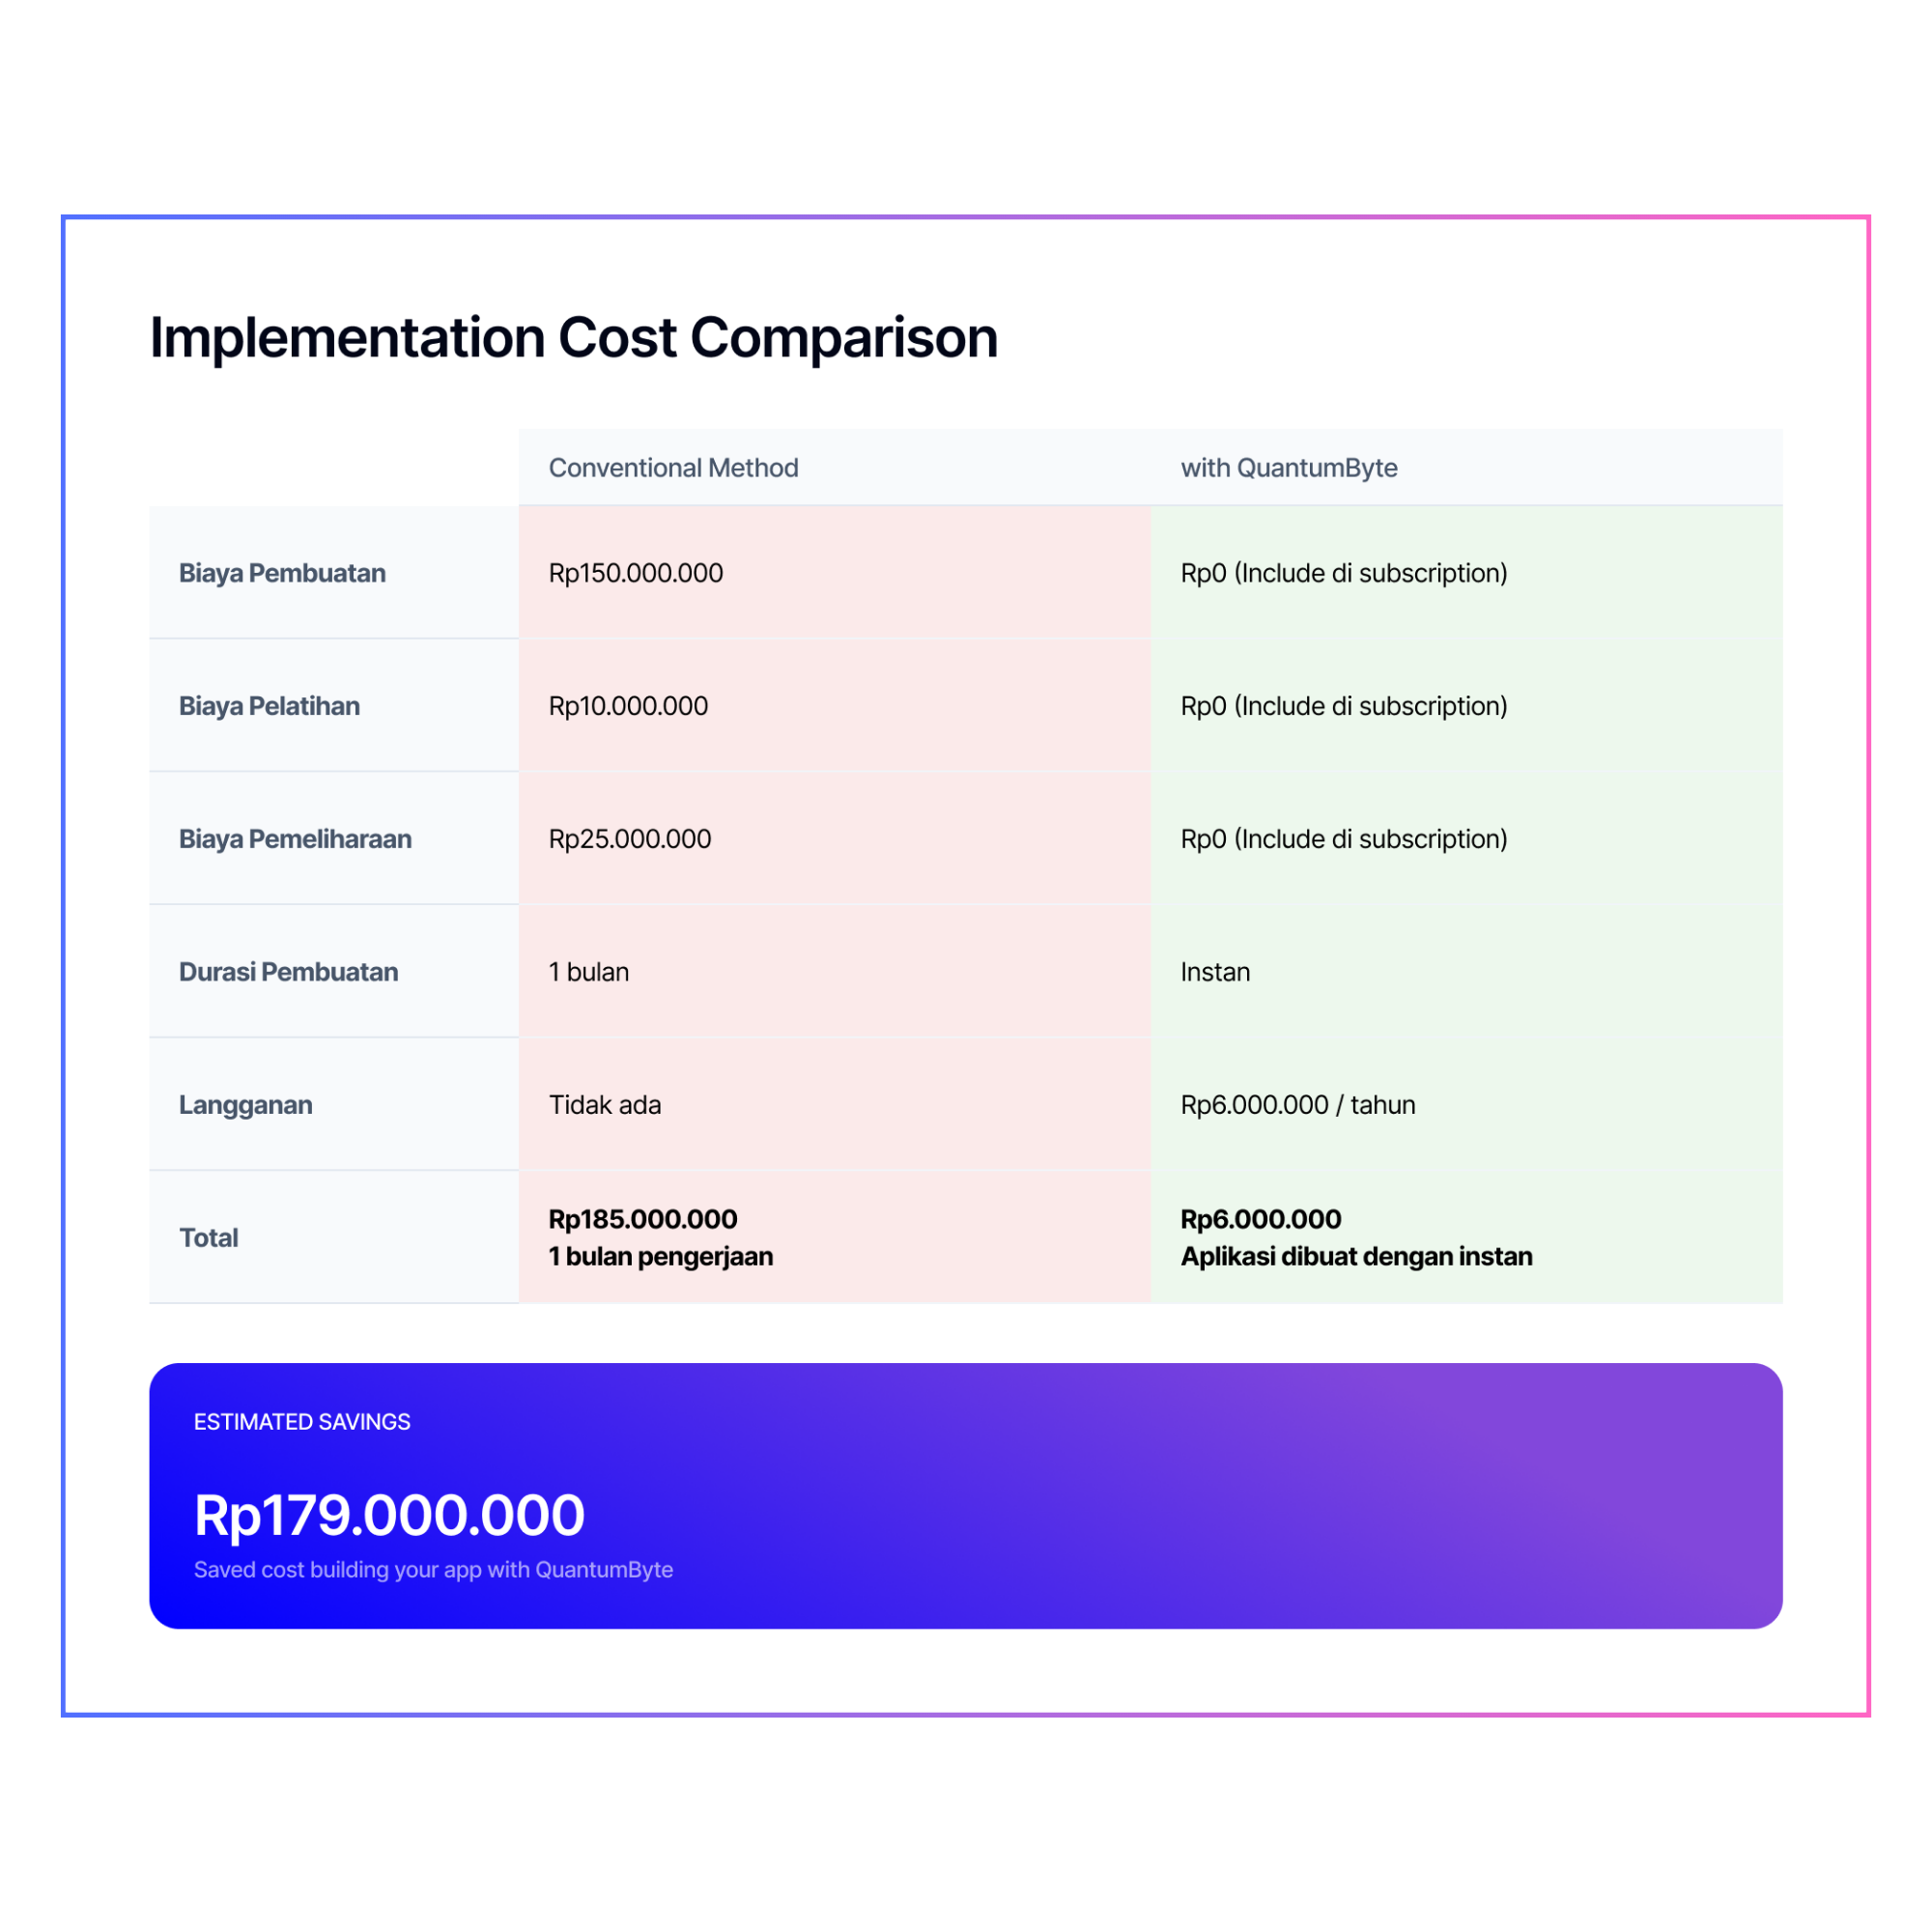 Implementation Cost Comparison
Conventional Method
with QuantumByte
Biaya Pembuatan
Rp150.000.000
Rp0 (Include di subscription)
Biaya Pelatihan
Rp10.000.000
Rp0 (Include di subscription)
Biaya Pemeliharaan
Rp25.000.000
Rp0 (Include di subscription)
Durasi Pembuatan
1 bulan
Instan
Langganan
Tidak ada
Rp6.000.000 / tahun
Total
Rp185.000.000
1 bulan pengerjaan
Rp6.000.000
Aplikasi dibuat dengan instan
ESTIMATED SAVINGS
Rp179.000.000
Saved cost building your app with QuantumByte